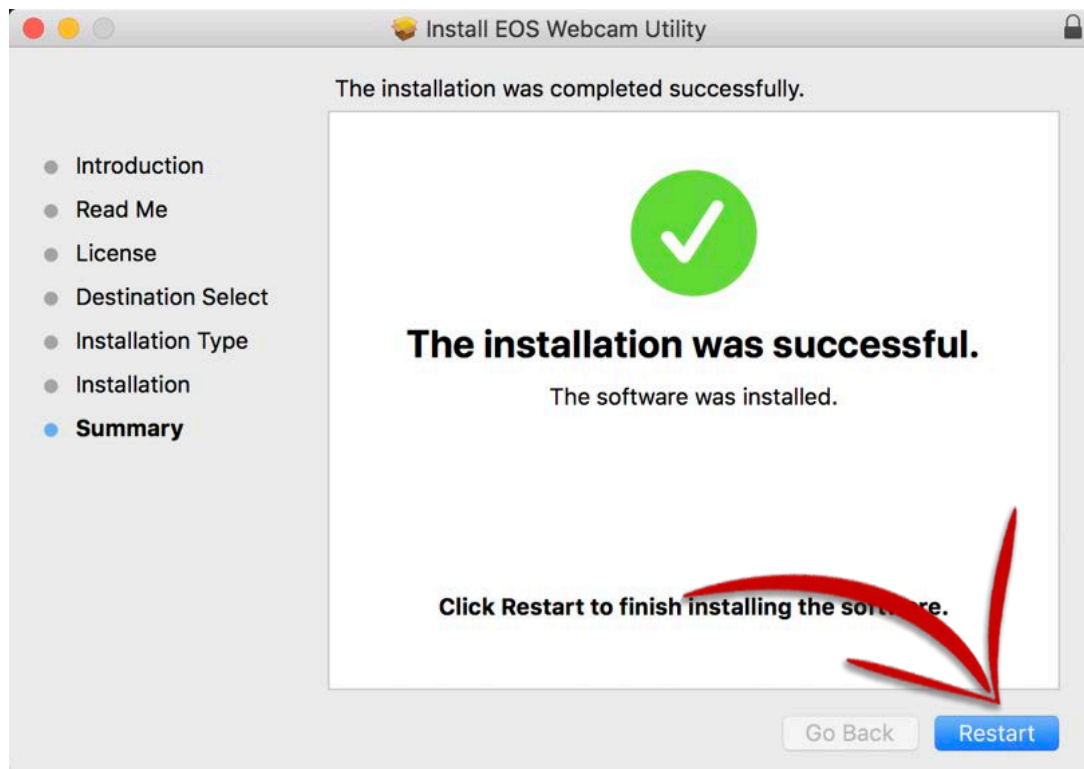 Install EOS Webcam Utility
The installation was completed successfully.
Introduction
Read Me
License
Destination Select
Installation Type
Installation
Summary
The installation was successful.
The software was installed.
Click Restart to finish installing the software.
Go Back
Restart